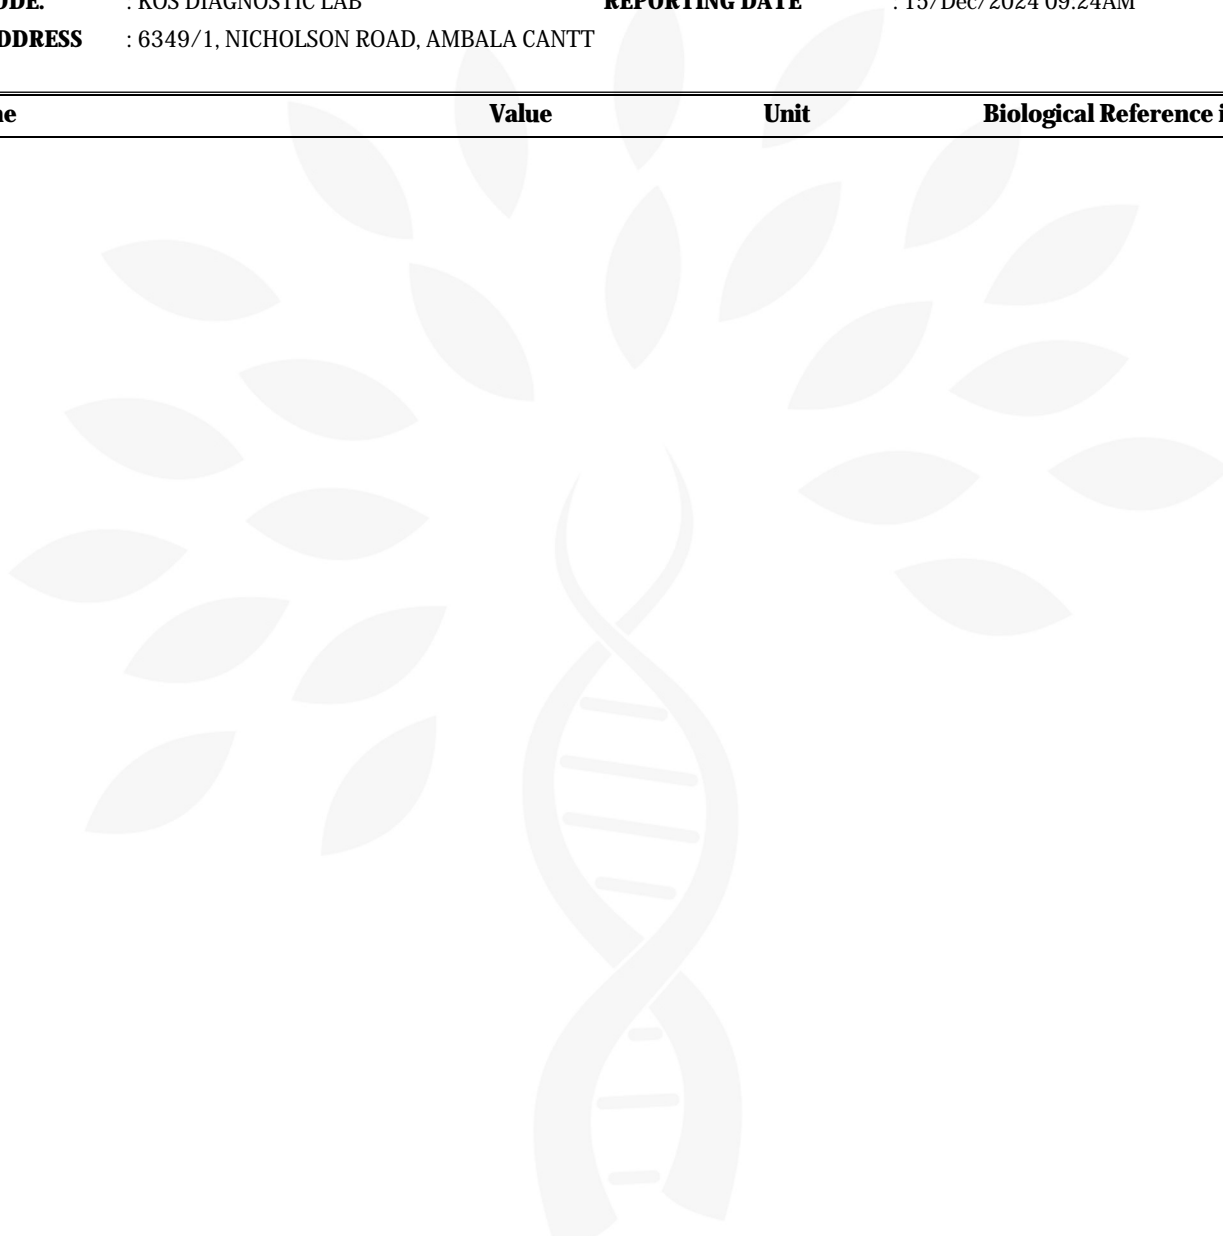 ODE. : KOS DIAGNOSTIC LAB REPORTING DATE : 15/Dec/2024 09:24AM
DDRESS : 6349/1, NICHOLSON ROAD, AMBALA CANTT
Value Unit Biological Reference